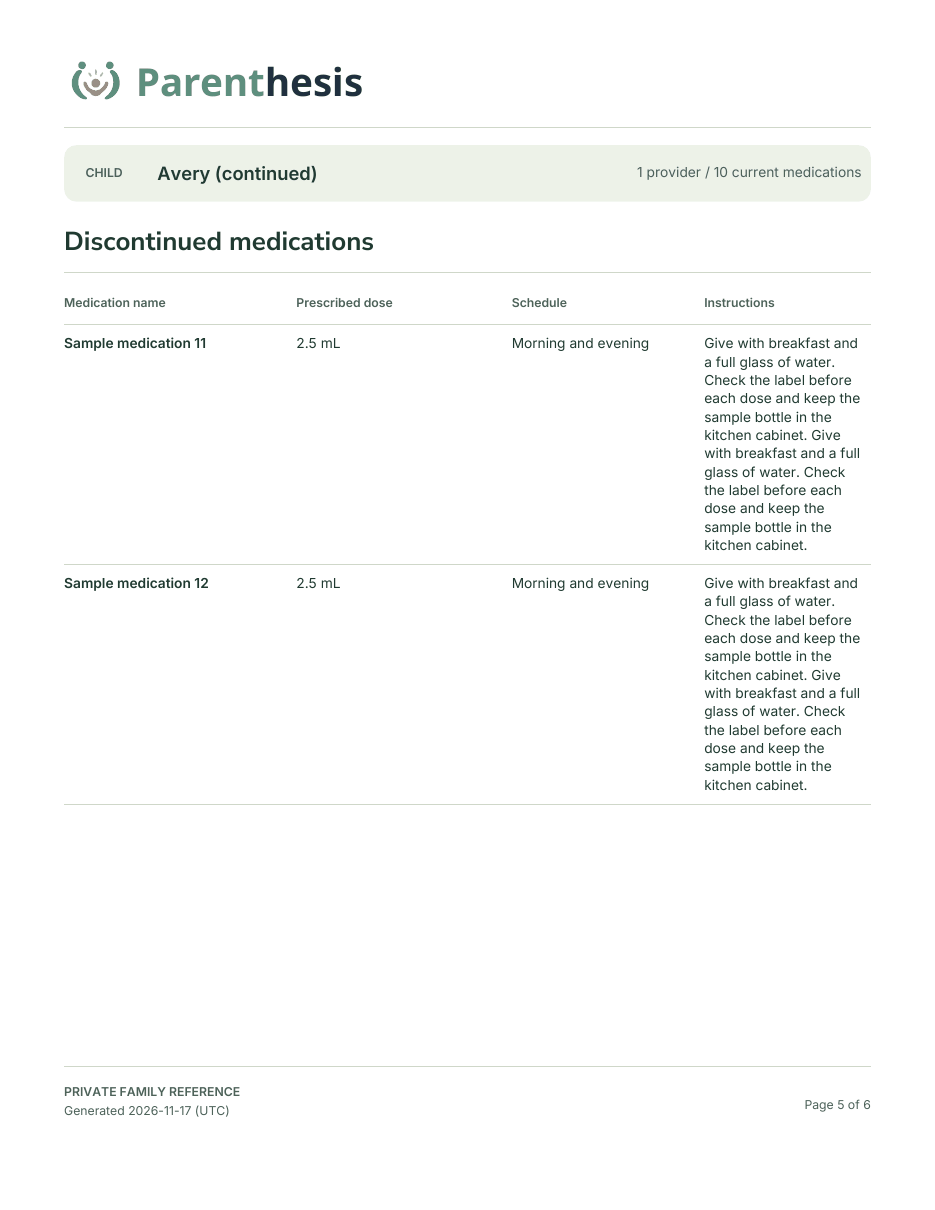 Parenthesis
CHILD Avery (continued) 1 provider / 10 current medications
Discontinued medications
Medication name Prescribed dose Schedule Instructions
Sample medication 11 2.5 mL Morning and evening Give with breakfast and
a full glass of water.
Check the label before
each dose and keep the
sample bottle in the
kitchen cabinet. Give
with breakfast and a full
glass of water. Check
the label before each
dose and keep the
sample bottle in the
kitchen cabinet.
Sample medication 12 2.5 mL Morning and evening Give with breakfast and
a full glass of water.
Check the label before
each dose and keep the
sample bottle in the
kitchen cabinet. Give
with breakfast and a full
glass of water. Check
the label before each
dose and keep the
sample bottle in the
kitchen cabinet.
PRIVATE FAMILY REFERENCE
Generated 2026-11-17 (UTC)
Page 5 of 6